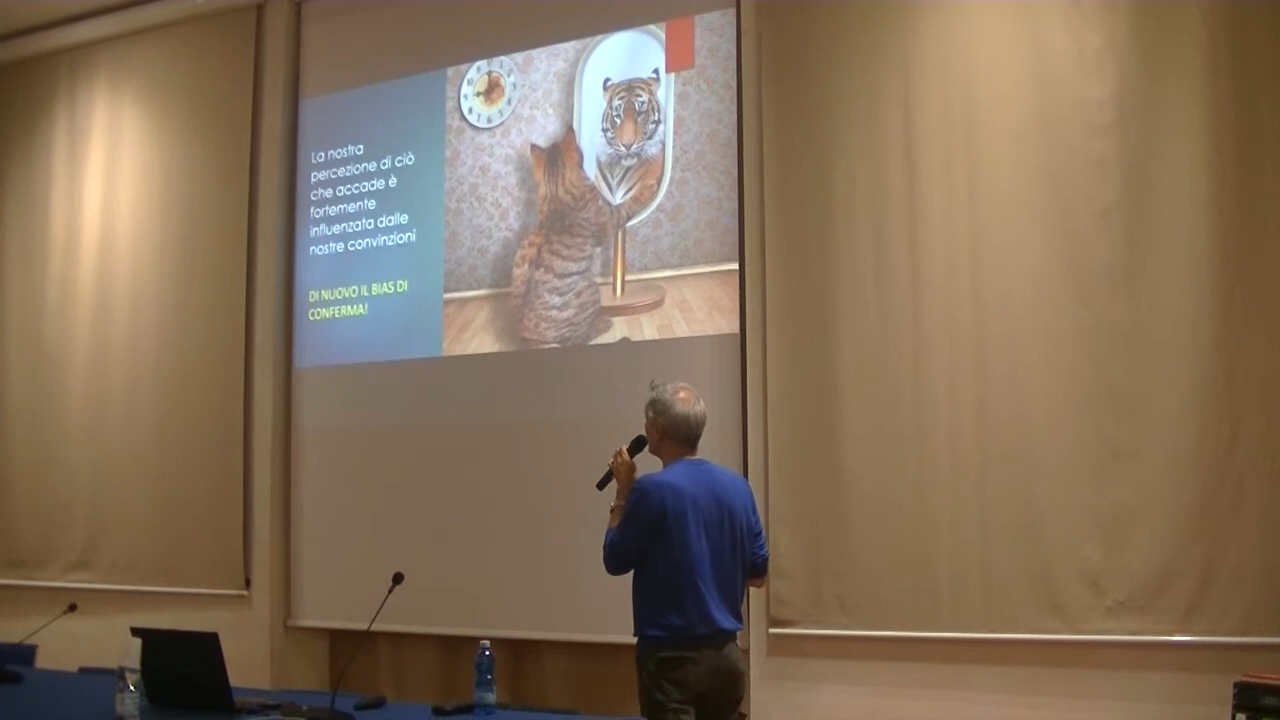 La nostra
percezione di ciò
che accade è
fortemente
influenzata dalle
nostre convinzioni
DI NUOVO IL BIAS DI
CONFERMA!